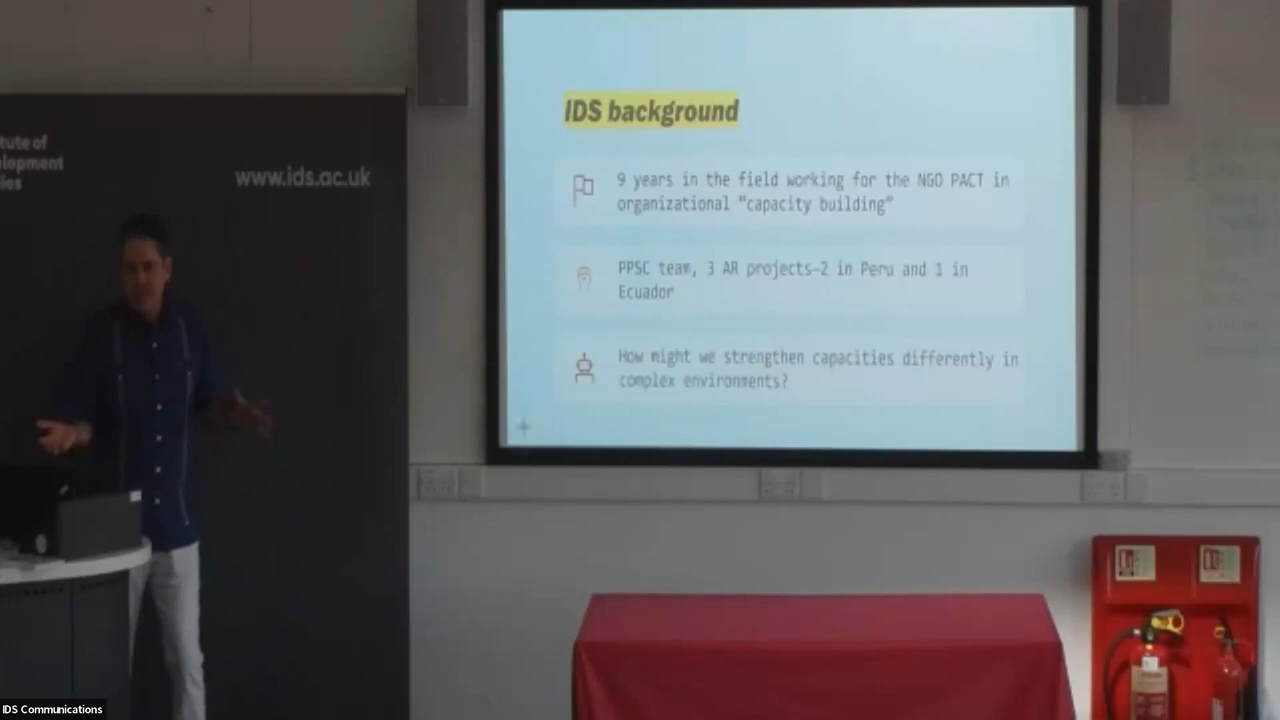 tute of
lopment
ies
www.ids.ac.uk
IDS background
9 years in the field working for the NGO PACT in
organizational "capacity building"
PPSC team, 3 AR projects–2 in Peru and 1 in
Ecuador
How might we strengthen capacities differently in
complex environments?
IDS Communications